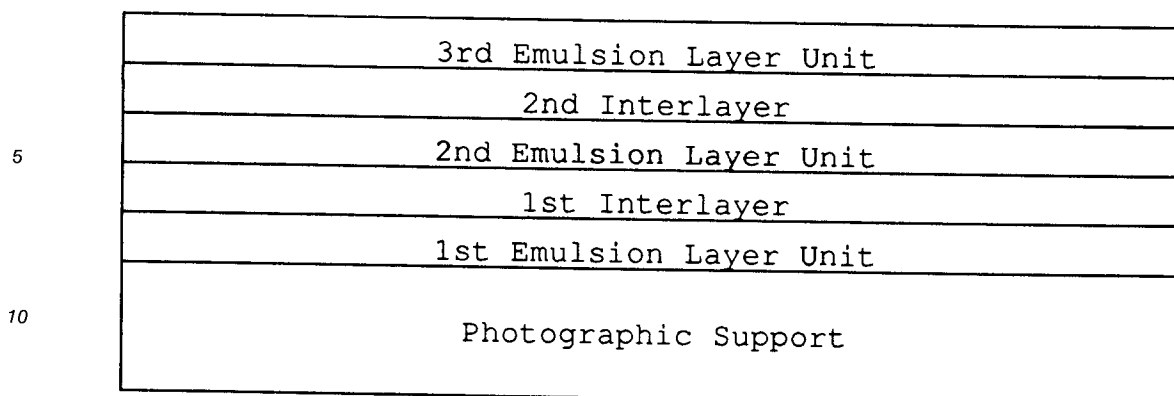 3rd Emulsion Layer Unit
2nd Interlayer
5
2nd Emulsion Layer Unit
1st Interlayer
1st Emulsion Layer Unit
10
Photographic Support